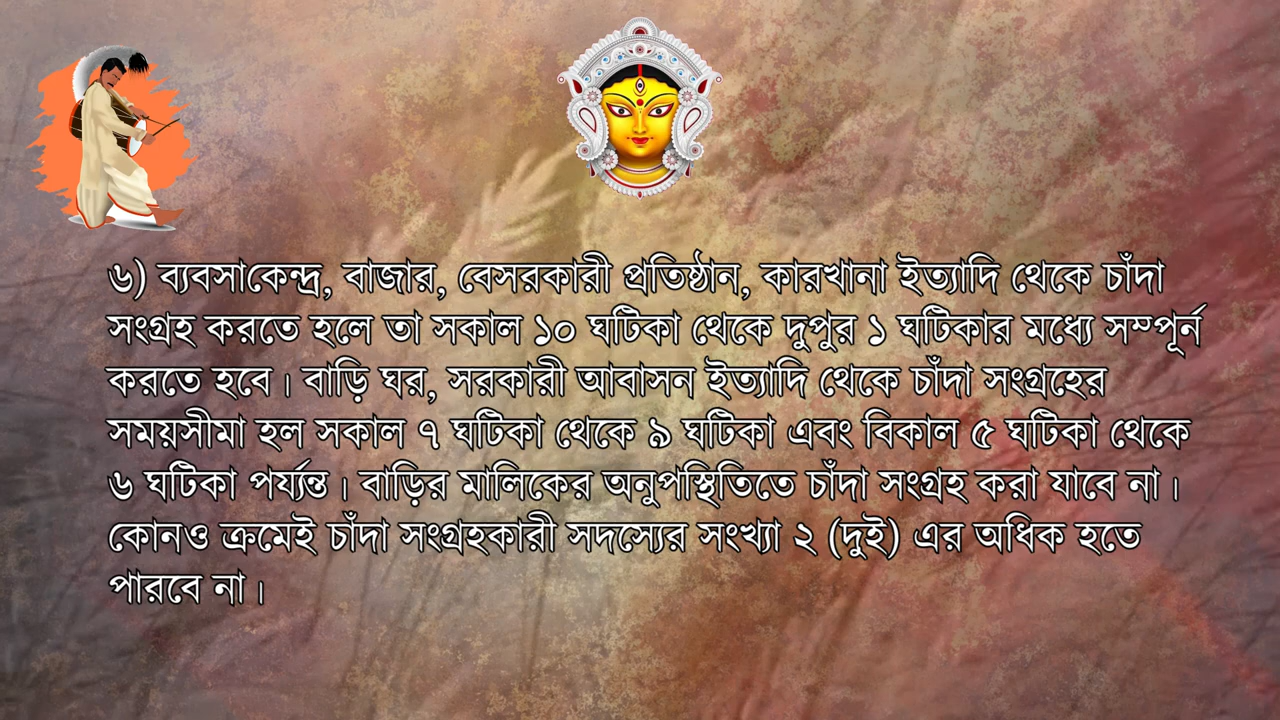 ৬) ব্যবসাকেন্দ্র, বাজার, বেসরকারী প্রতিষ্ঠান, কারখানা ইত্যাদি থেকে চাঁদা
সংগ্রহ করতে হলে তা সকাল ১০ ঘটিকা থেকে দুপুর ১ ঘটিকার মধ্যে সম্পূর্ন
করতে হবে। বাড়ি ঘর, সরকারী আবাসন ইত্যাদি থেকে চাঁদা সংগ্রহের
সময়সীমা হল সকাল ৭ ঘটিকা থেকে ৯ ঘটিকা এবং বিকাল ৫ ঘটিকা থেকে
৬ ঘটিকা পর্য্যন্ত। বাড়ির মালিকের অনুপস্থিতিতে চাঁদা সংগ্রহ করা যাবে না।
কোনও ক্রমেই চাঁদা সংগ্রহকারী সদস্যের সংখ্যা ২ (দুই) এর অধিক হতে
পারবে না।